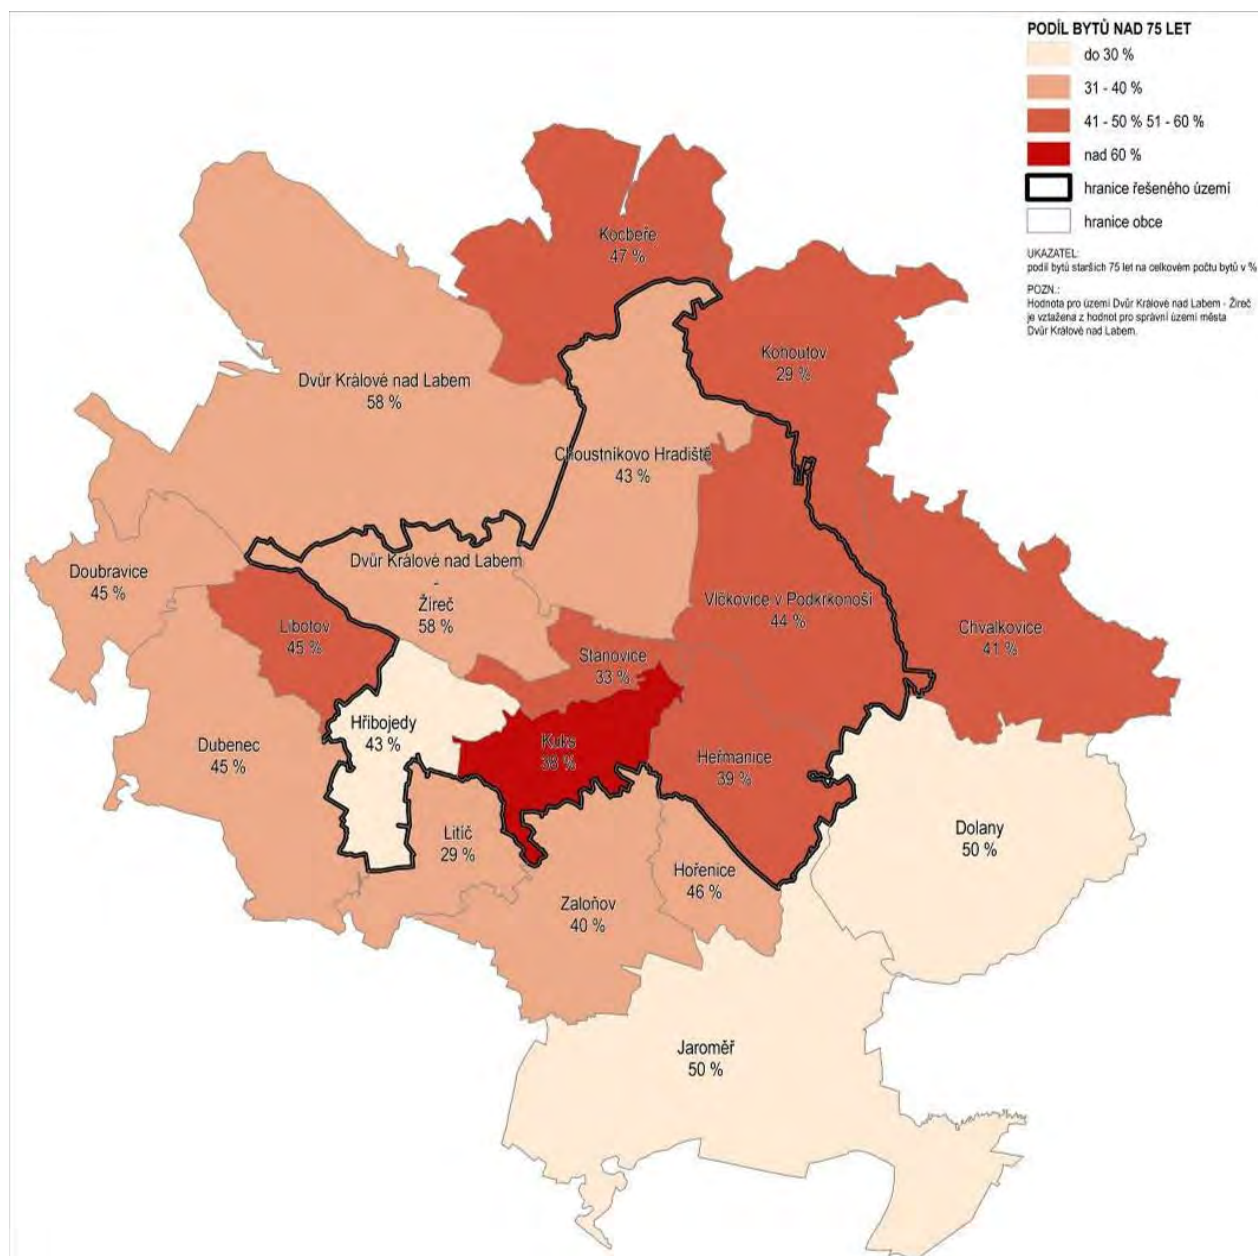 PODÍL BYTŮ NAD 75 LET
do 30 %
31 - 40 %
41 - 50 % 51 - 60 %
nad 60 %
hranice řešeného území
hranice obce
UKAZATEL:
podíl bytů starších 75 let na celkovém počtu bytů v %
POZN.:
Hodnota pro území Dvůr Králové nad Labem - Žireč
je vztažena z hodnot pro správní území města
Dvůr Králové nad Labem.
Kocbeře
47 %
Kohoutov
29 %
Dvůr Králové nad Labem
58 %
Choustníkovo Hradiště
43 %
Doubravice
45 %
Dvůr Králové nad Labem
-
Žireč
58 %
Vlčkovice v Podkrkonoší
44 %
Libotov
45 %
Stanovice
33 %
Chvalkovice
41 %
Hřibojedy
43 %
Dubenec
45 %
Kuks
38 %
Heřmanice
39 %
Litíč
29 %
Dolany
50 %
Hořenice
46 %
Zaloňov
40 %
Jaroměř
50 %